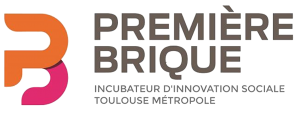 PREMIÈRE
BRIQUE
INCUBATEUR D'INNOVATION SOCIALE
TOULOUSE MÉTROPOLE